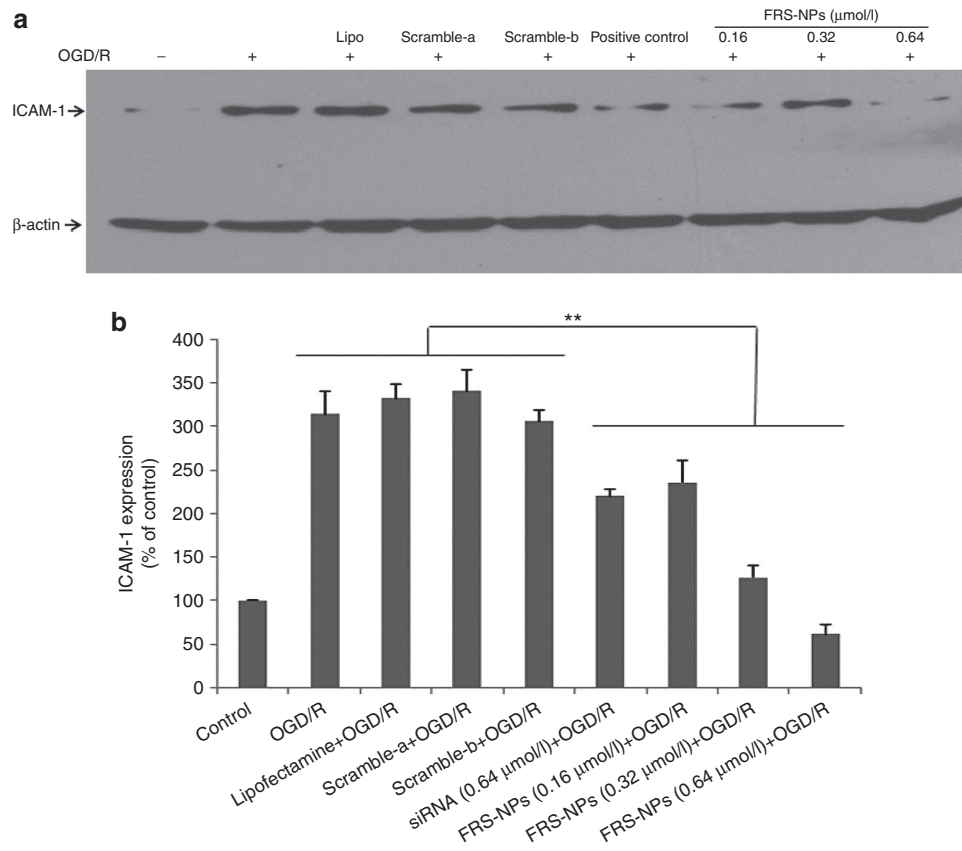 a
FRS-NPs (μmol/l)
Lipo Scramble-a Scramble-b Positive control 0.16 0.32 0.64
OGD/R − + + + + + + + +
ICAM-1
β-actin
b
**
400
350
300
250
200
150
100
50
0
ICAM-1 expression
(% of control)
Control
OGD/R
Lipofectamine+OGD/R
Scramble-a+OGD/R
Scramble-b+OGD/R
siRNA (0.64 μmol/l)+OGD/R
FRS-NPs (0.16 μmol/l)+OGD/R
FRS-NPs (0.32 μmol/l)+OGD/R
FRS-NPs (0.64 μmol/l)+OGD/R